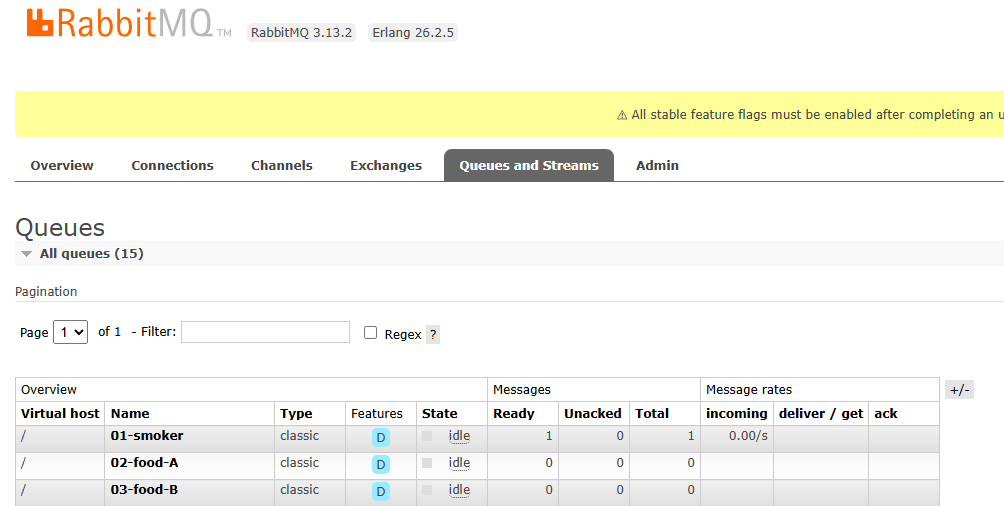 RabbitMQ TM RabbitMQ 3.13.2 Erlang 26.2.5
⚠ All stable feature flags must be enabled after completing an u
Overview Connections Channels Exchanges Queues and Streams Admin
Queues
All queues (15)
Pagination
Page 1 of 1 - Filter: Regex ?
Overview Messages Message rates +/-
Virtual host Name Type Features State Ready Unacked Total incoming deliver / get ack
/ 01-smoker classic D idle 1 0 1 0.00/s
/ 02-food-A classic D idle 0 0 0
/ 03-food-B classic D idle 0 0 0